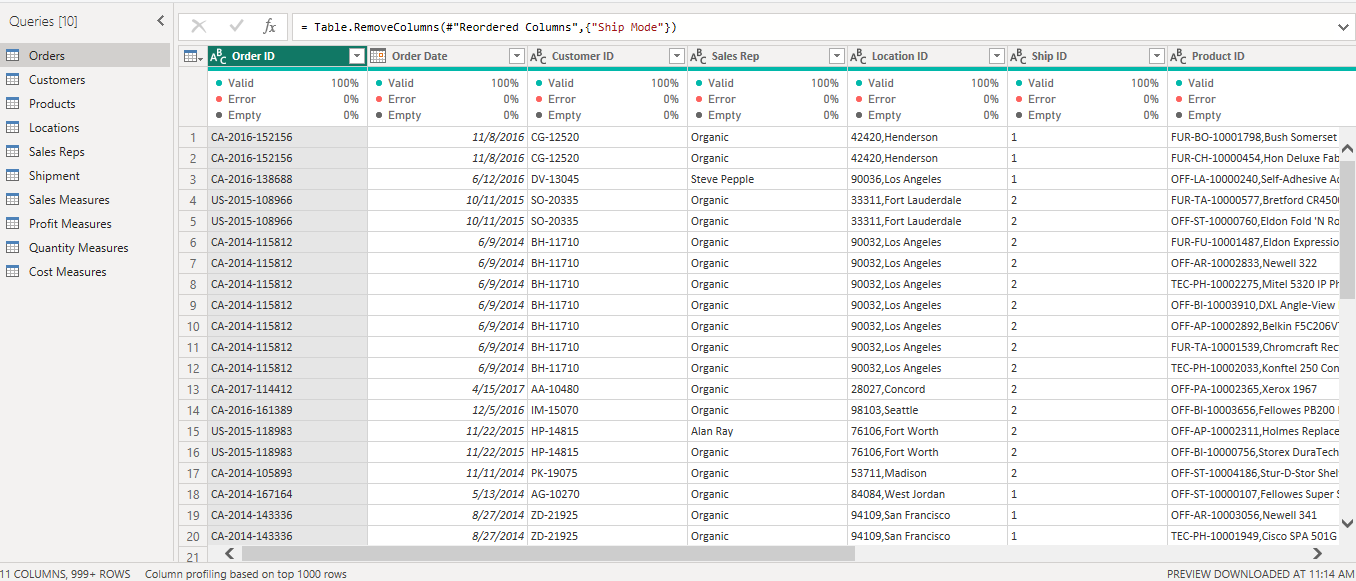 Queries [10]
= Table.RemoveColumns(#"Reordered Columns",{"Ship Mode"})
Orders
Customers
Products
Locations
Sales Reps
Shipment
Sales Measures
Profit Measures
Quantity Measures
Cost Measures
Order ID Order Date Customer ID Sales Rep Location ID Ship ID Product ID
Valid 100% Valid 100% Valid 100% Valid 100% Valid 100% Valid 100% Valid
Error 0% Error 0% Error 0% Error 0% Error 0% Error 0% Error
Empty 0% Empty 0% Empty 0% Empty 0% Empty 0% Empty 0% Empty
1 CA-2016-152156 11/8/2016 CG-12520 Organic 42420,Henderson 1 FUR-BO-10001798,Bush Somerset
2 CA-2016-152156 11/8/2016 CG-12520 Organic 42420,Henderson 1 FUR-CH-10000454,Hon Deluxe Fab
3 CA-2016-138688 6/12/2016 DV-13045 Steve Pepple 90036,Los Angeles 1 OFF-LA-10000240,Self-Adhesive Ac
4 US-2015-108966 10/11/2015 SO-20335 Organic 33311,Fort Lauderdale 2 FUR-TA-10000577,Bretford CR4500
5 US-2015-108966 10/11/2015 SO-20335 Organic 33311,Fort Lauderdale 2 OFF-ST-10000760,Eldon Fold 'N Ro
6 CA-2014-115812 6/9/2014 BH-11710 Organic 90032,Los Angeles 2 FUR-FU-10001487,Eldon Expressio
7 CA-2014-115812 6/9/2014 BH-11710 Organic 90032,Los Angeles 2 OFF-AR-10002833,Newell 322
8 CA-2014-115812 6/9/2014 BH-11710 Organic 90032,Los Angeles 2 TEC-PH-10002275,Mitel 5320 IP Ph
9 CA-2014-115812 6/9/2014 BH-11710 Organic 90032,Los Angeles 2 OFF-BI-10003910,DXL Angle-View
10 CA-2014-115812 6/9/2014 BH-11710 Organic 90032,Los Angeles 2 OFF-AP-10002892,Belkin F5C206V
11 CA-2014-115812 6/9/2014 BH-11710 Organic 90032,Los Angeles 2 FUR-TA-10001539,Chromcraft Rec
12 CA-2014-115812 6/9/2014 BH-11710 Organic 90032,Los Angeles 2 TEC-PH-10002033,Konftel 250 Con
13 CA-2017-114412 4/15/2017 AA-10480 Organic 28027,Concord 2 OFF-PA-10002365,Xerox 1967
14 CA-2016-161389 12/5/2016 IM-15070 Organic 98103,Seattle 2 OFF-BI-10003656,Fellowes PB200
15 US-2015-118983 11/22/2015 HP-14815 Alan Ray 76106,Fort Worth 2 OFF-AP-10002311,Holmes Replace
16 US-2015-118983 11/22/2015 HP-14815 Organic 76106,Fort Worth 2 OFF-BI-10000756,Storex DuraTech
17 CA-2014-105893 11/11/2014 PK-19075 Organic 53711,Madison 2 OFF-ST-10004186,Stur-D-Stor Shel
18 CA-2014-167164 5/13/2014 AG-10270 Organic 84084,West Jordan 1 OFF-ST-10000107,Fellowes Super S
19 CA-2014-143336 8/27/2014 ZD-21925 Organic 94109,San Francisco 1 OFF-AR-10003056,Newell 341
20 CA-2014-143336 8/27/2014 ZD-21925 Organic 94109,San Francisco 1 TEC-PH-10001949,Cisco SPA 501G
21
11 COLUMNS, 999+ ROWS Column profiling based on top 1000 rows PREVIEW DOWNLOADED AT 11:14 AM